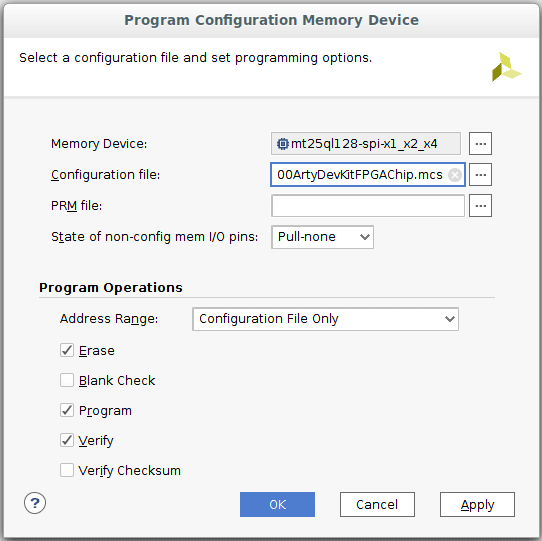 Program Configuration Memory Device
Select a configuration file and set programming options.
Memory Device: mt25ql128-spi-x1_x2_x4 ...
Configuration file: 00ArtyDevKitFPGAChip.mcs ...
PRM file: ...
State of non-config mem I/O pins: Pull-none
Program Operations
Address Range: Configuration File Only
Erase
Blank Check
Program
Verify
Verify Checksum
? OK Cancel Apply